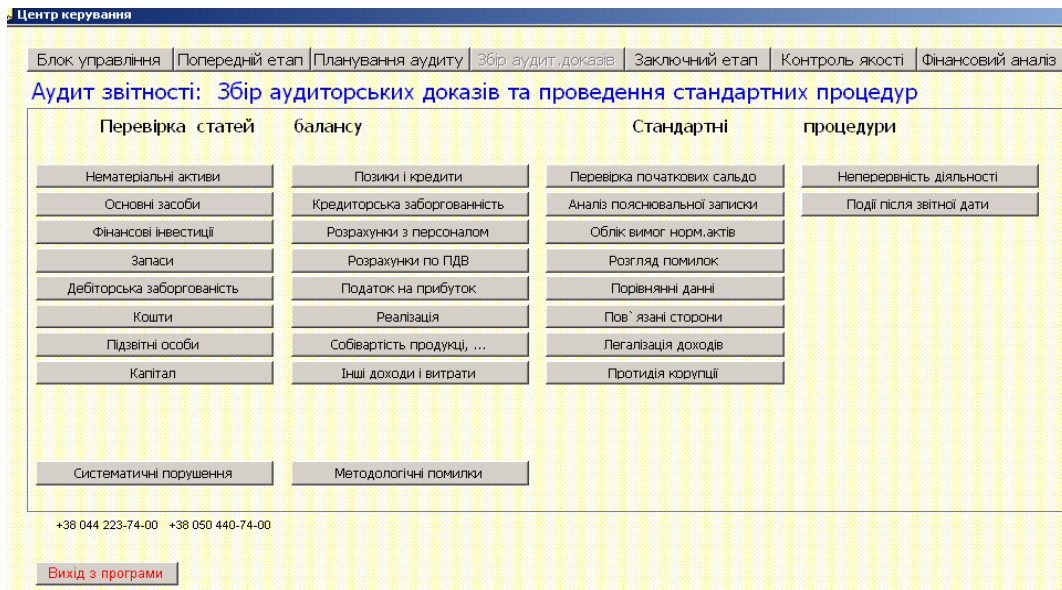 Центр керування
Блок управління Попередній етап Планування аудиту Збір аудит.доказів Заключний етап Контроль якості Фінансовий аналіз
Аудит звітності: Збір аудиторських доказів та проведення стандартних процедур
Перевірка статей балансу Стандартні процедури
Нематеріальні активи Позики і кредити Перевірка початкових сальдо Неперервність діяльності
Основні засоби Кредиторська заборгованність Аналіз пояснювальної записки Події після звітної дати
Фінансові інвестиції Розрахунки з персоналом Облік вимог норм.актів
Запаси Розрахунки по ПДВ Розгляд помилок
Дебіторська заборгованість Податок на прибуток Порівнянні данні
Кошти Реалізація Пов`язані сторони
Підзвітні особи Собівартість продукці, ... Легалізація доходів
Капітал Інші доходи і витрати Протидія корупції
Систематичні порушення Методологічні помилки
+38 044 223-74-00 +38 050 440-74-00
Вихід з програми